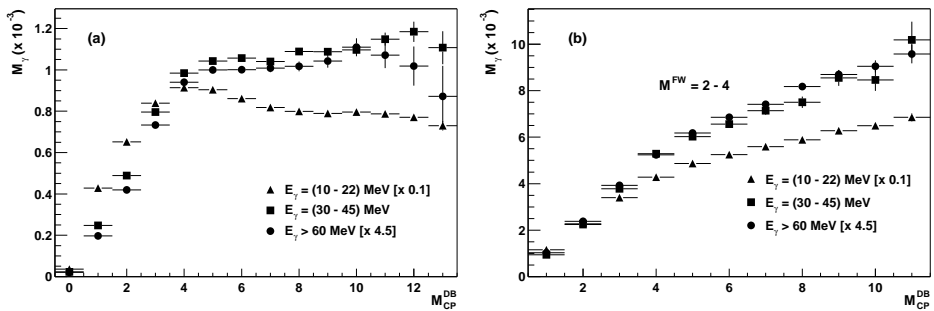 M_γ (x 10^-3)
(a)
1.2
1
0.8
0.6
0.4
0.2
0
0 2 4 6 8 10 12
M_CP^DB
E_γ = (10 - 22) MeV [x 0.1]
E_γ = (30 - 45) MeV
E_γ > 60 MeV [x 4.5]
M_γ (x 10^-3)
(b)
M^FW = 2 - 4
10
8
6
4
2
0
2 4 6 8 10
M_CP^DB
E_γ = (10 - 22) MeV [x 0.1]
E_γ = (30 - 45) MeV
E_γ > 60 MeV [x 4.5]